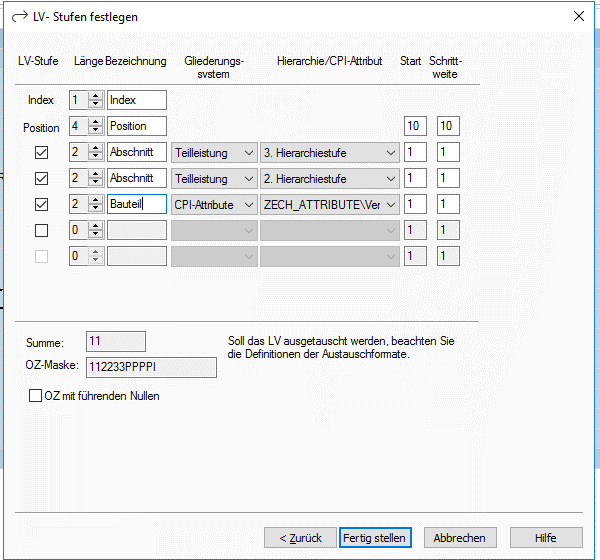 LV- Stufen festlegen
LV-Stufe Länge Bezeichnung Gliederungs-system Hierarchie/CPI-Attribut Start Schritt-weite
Index 1 Index
Position 4 Position 10 10
2 Abschnitt Teilleistung 3. Hierarchiestufe 1 1
2 Abschnitt Teilleistung 2. Hierarchiestufe 1 1
2 Bauteil CPI-Attribute ZECH_ATTRIBUTE\Ver 1 1
0 1 1
0 1 1
Summe: 11
Soll das LV ausgetauscht werden, beachten Sie
die Definitionen der Austauschformate.
OZ-Maske: 112233PPPPI
OZ mit führenden Nullen
< Zurück Fertig stellen Abbrechen Hilfe